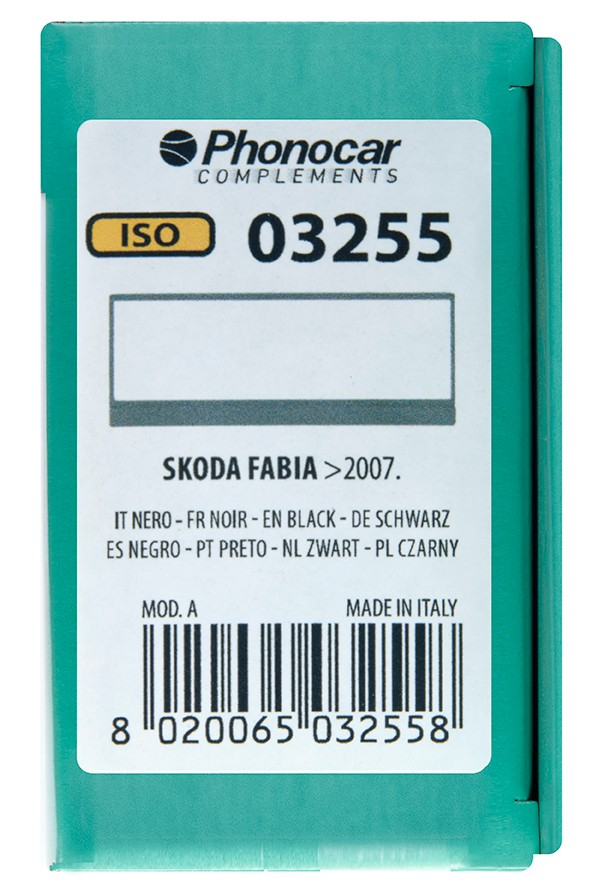 Phonocar
COMPLEMENTS
ISO 03255
SKODA FABIA >2007.
IT NERO - FR NOIR - EN BLACK - DE SCHWARZ
ES NEGRO - PT PRETO - NL ZWART - PL CZARNY
MOD. A MADE IN ITALY
8 020065 032558